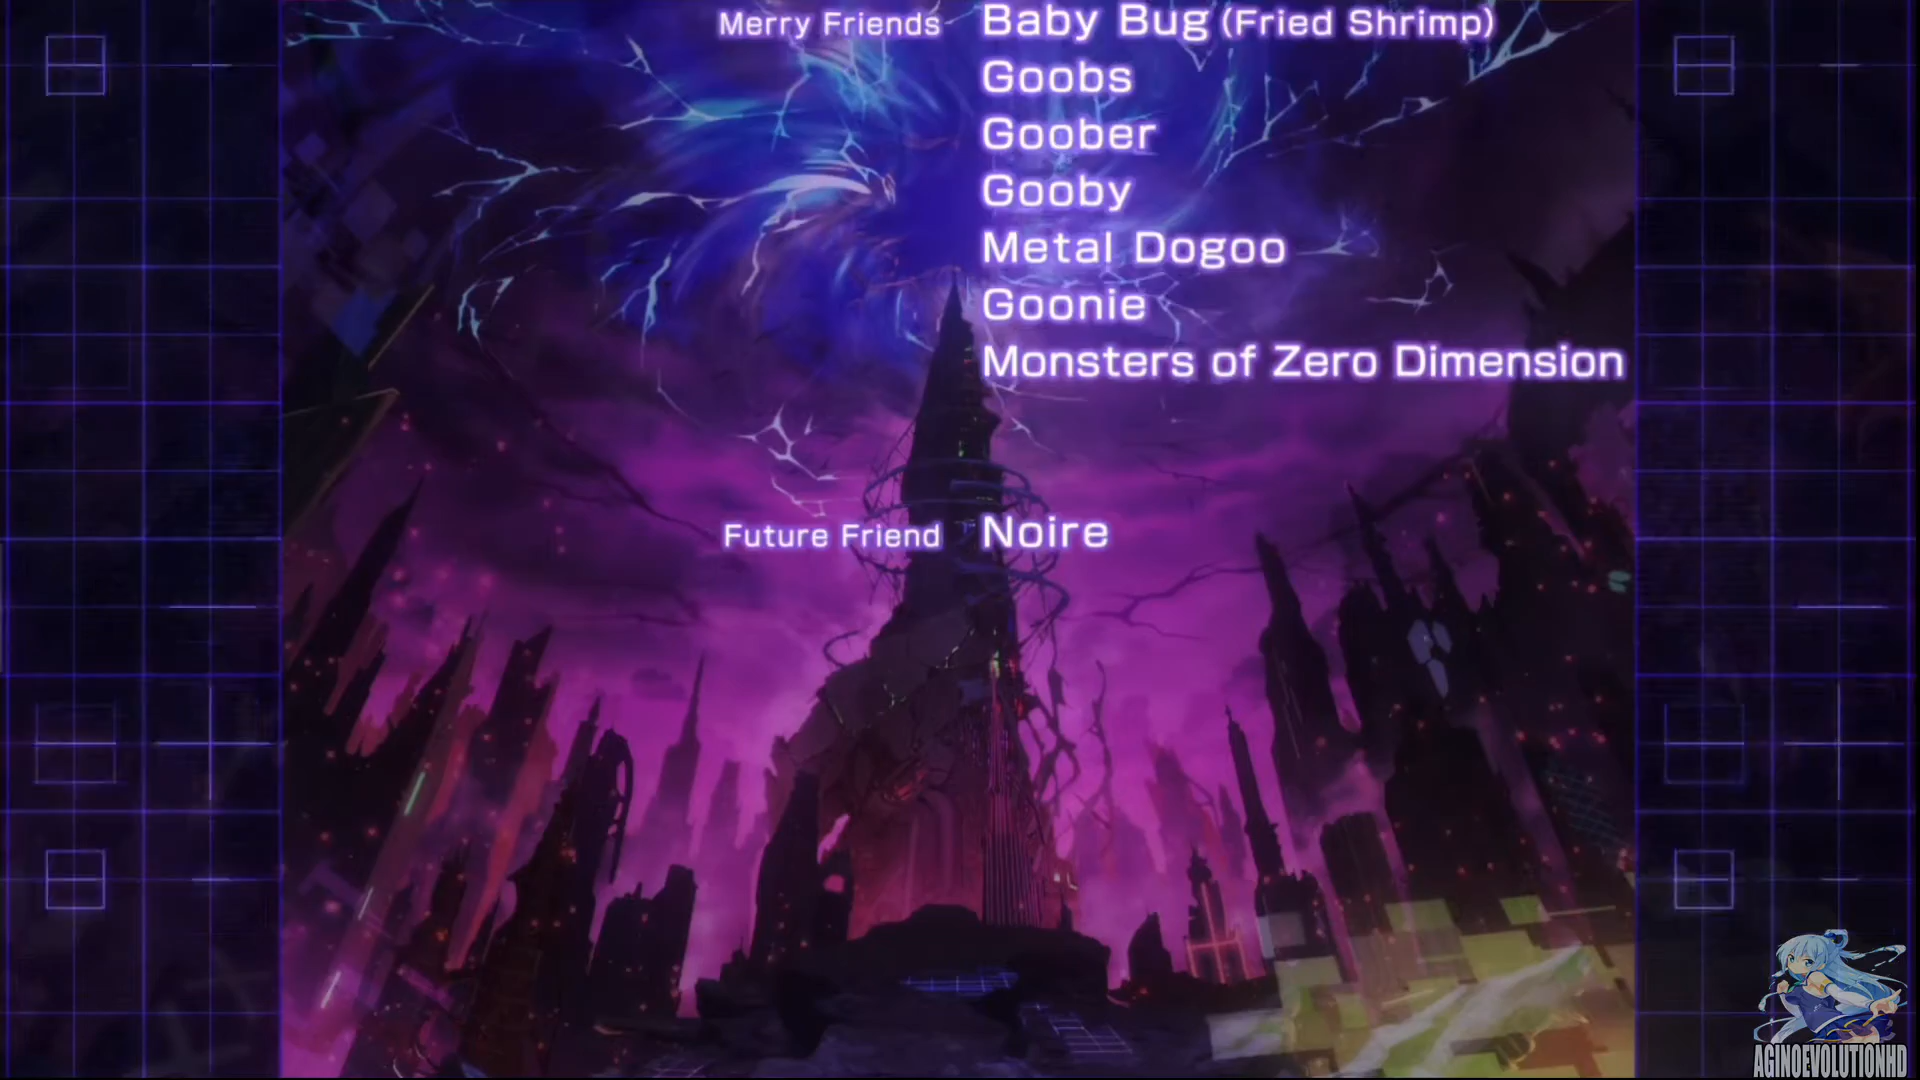 Merry Friends Baby Bug (Fried Shrimp)
Goobs
Goober
Gooby
Metal Dogoo
Goonie
Monsters of Zero Dimension
Future Friend Noire
AGINOEVOLUTIONHD